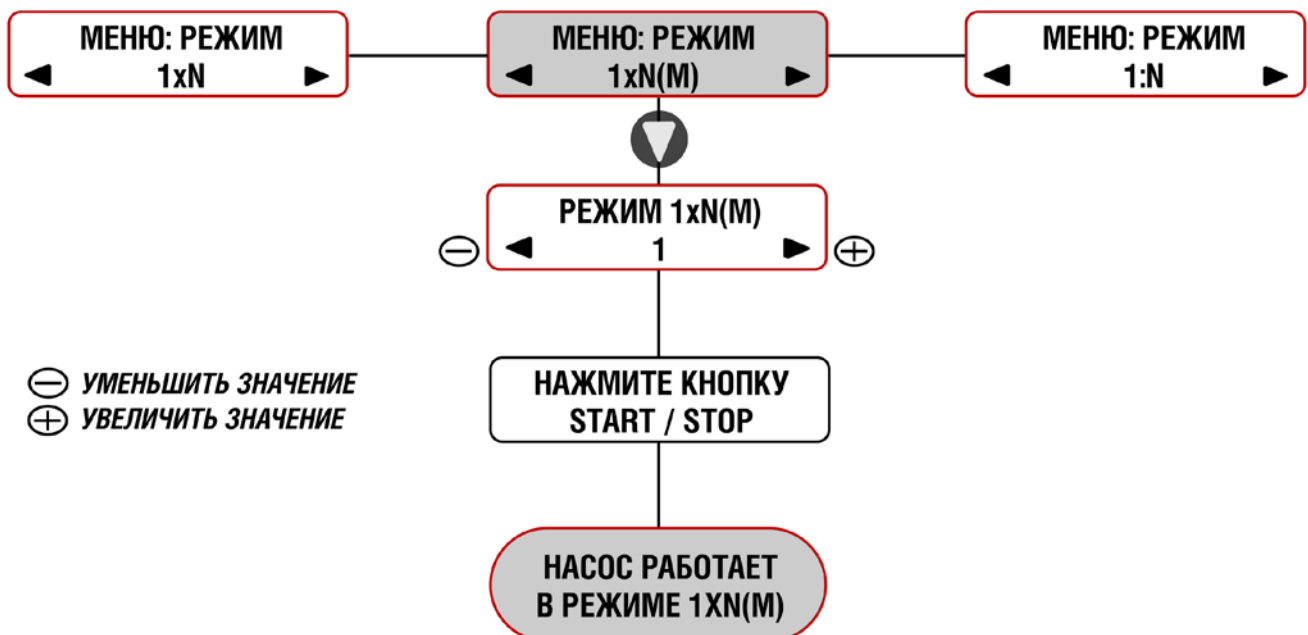 МЕНЮ: РЕЖИМ
◀ 1xN ▶
МЕНЮ: РЕЖИМ
◀ 1xN(M) ▶
МЕНЮ: РЕЖИМ
◀ 1:N ▶
РЕЖИМ 1xN(M)
⊖ ◀ 1 ▶ ⊕
⊖ УМЕНЬШИТЬ ЗНАЧЕНИЕ
⊕ УВЕЛИЧИТЬ ЗНАЧЕНИЕ
НАЖМИТЕ КНОПКУ
START / STOP
НАСОС РАБОТАЕТ
В РЕЖИМЕ 1XN(M)